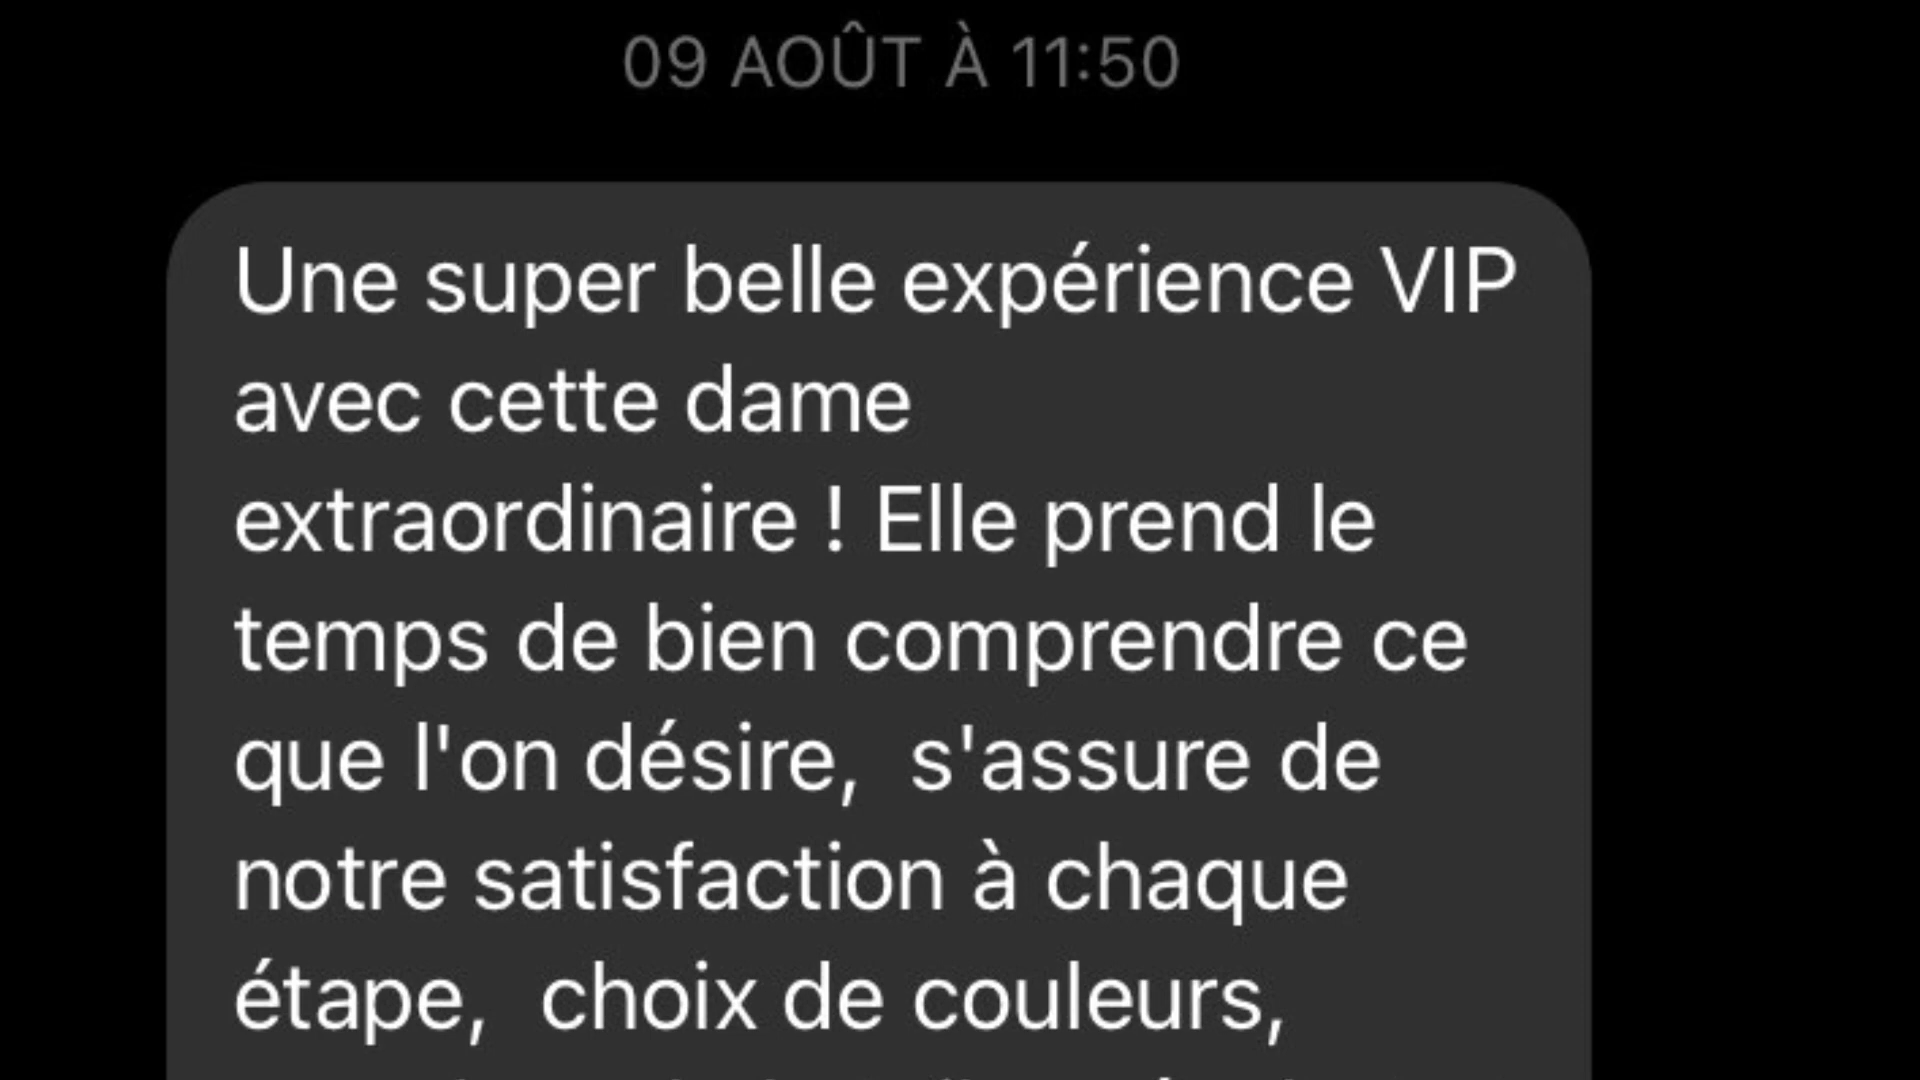 09 AOÛT À 11:50
Une super belle expérience VIP
avec cette dame
extraordinaire ! Elle prend le
temps de bien comprendre ce
que l'on désire,  s'assure de
notre satisfaction à chaque
étape,  choix de couleurs,